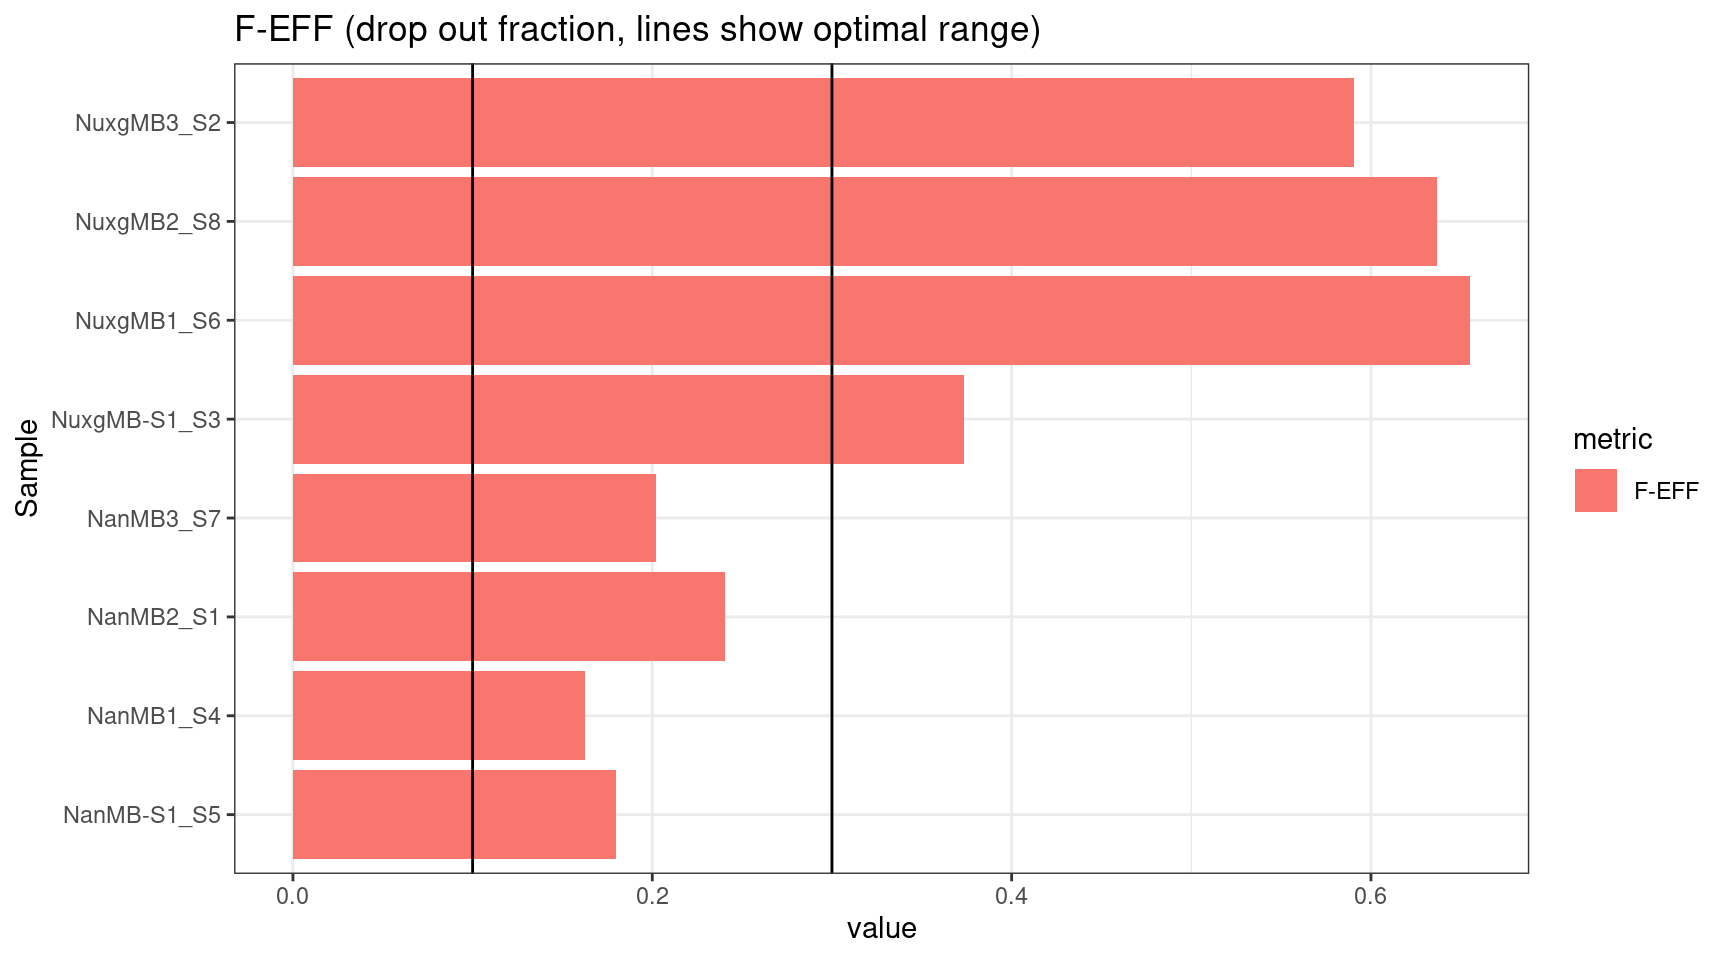 F-EFF (drop out fraction, lines show optimal range)
NuxgMB3_S2
NuxgMB2_S8
NuxgMB1_S6
NuxgMB-S1_S3
NanMB3_S7
NanMB2_S1
NanMB1_S4
NanMB-S1_S5
Sample
0.0 0.2 0.4 0.6
value
metric
F-EFF